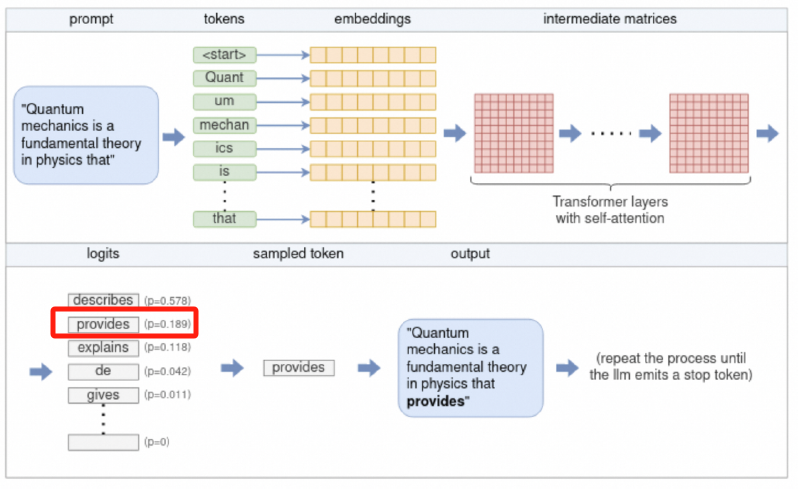 prompt
tokens
embeddings
intermediate matrices
"Quantum
mechanics is a
fundamental theory
in physics that"
<start>
Quant
um
mechan
ics
is
that
Transformer layers
with self-attention
logits
sampled token
output
describes (p=0.578)
provides (p=0.189)
explains (p=0.118)
de (p=0.042)
gives (p=0.011)
(p=0)
provides
"Quantum
mechanics is a
fundamental theory
in physics that
provides"
(repeat the process until
the llm emits a stop token)